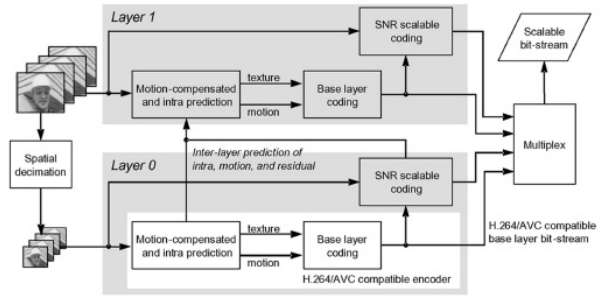 Layer 1
SNR scalable
coding
Scalable
bit-stream
texture
Motion-compensated
and intra prediction
motion
Base layer
coding
Multiplex
Spatial
decimation
Inter-layer prediction of
intra, motion, and residual
Layer 0
SNR scalable
coding
H.264/AVC compatible
base layer bit-stream
texture
Motion-compensated
and intra prediction
motion
Base layer
coding
H.264/AVC compatible encoder